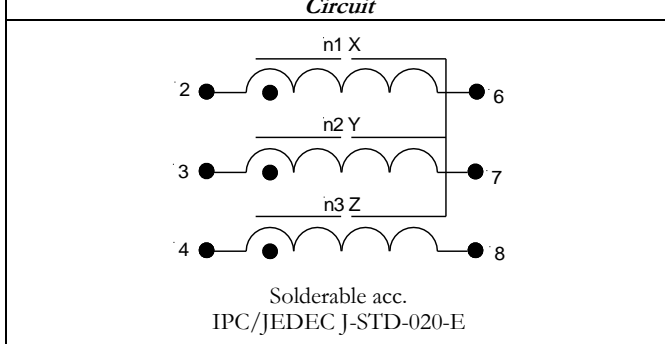 Circuit
n1 X
2 6
n2 Y
3 7
n3 Z
4 8
Solderable acc.
IPC/JEDEC J-STD-020-E